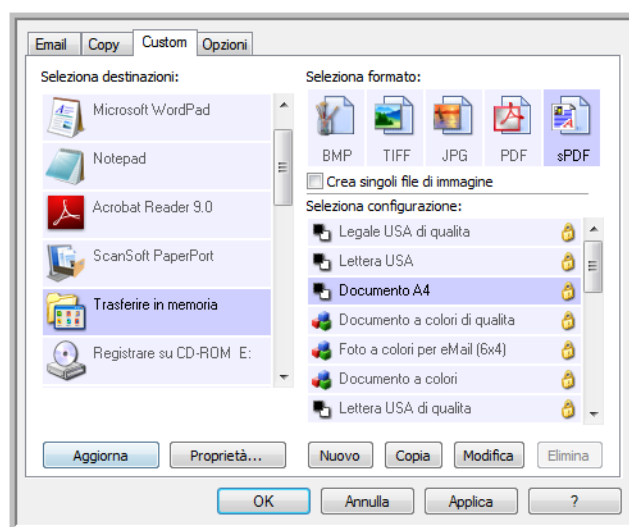 Email Copy Custom Opzioni
Seleziona destinazioni:
Microsoft WordPad
Notepad
Acrobat Reader 9.0
ScanSoft PaperPort
Trasferire in memoria
Registrare su CD-ROM E:
Aggiorna Proprietà...
Seleziona formato:
BMP TIFF JPG PDF sPDF
Crea singoli file di immagine
Seleziona configurazione:
Legale USA di qualita
Lettera USA
Documento A4
Documento a colori di qualita
Foto a colori per eMail (6x4)
Documento a colori
Lettera USA di qualita
Nuovo Copia Modifica Elimina
OK Annulla Applica ?